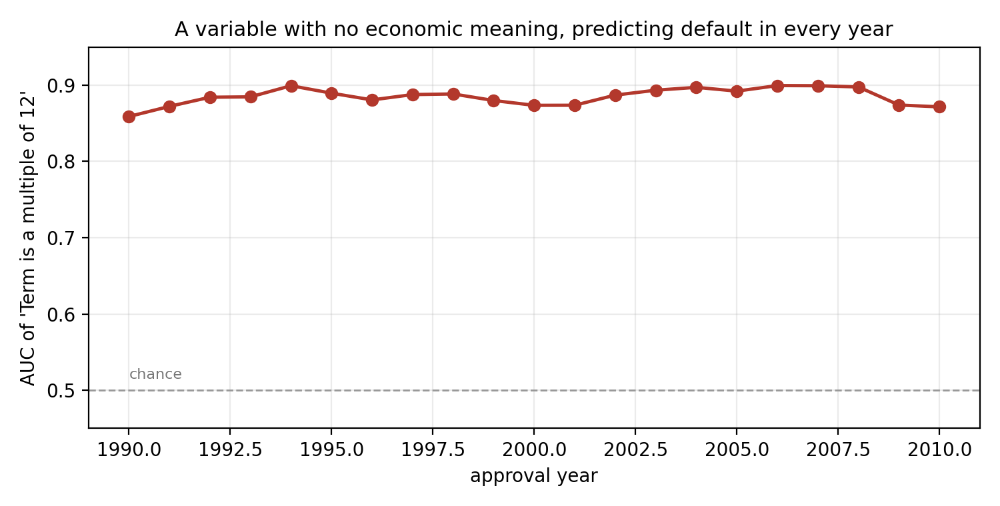 A variable with no economic meaning, predicting default in every year
AUC of 'Term is a multiple of 12'
0.9
0.8
0.7
0.6
0.5
chance
1990.0 1992.5 1995.0 1997.5 2000.0 2002.5 2005.0 2007.5 2010.0
approval year